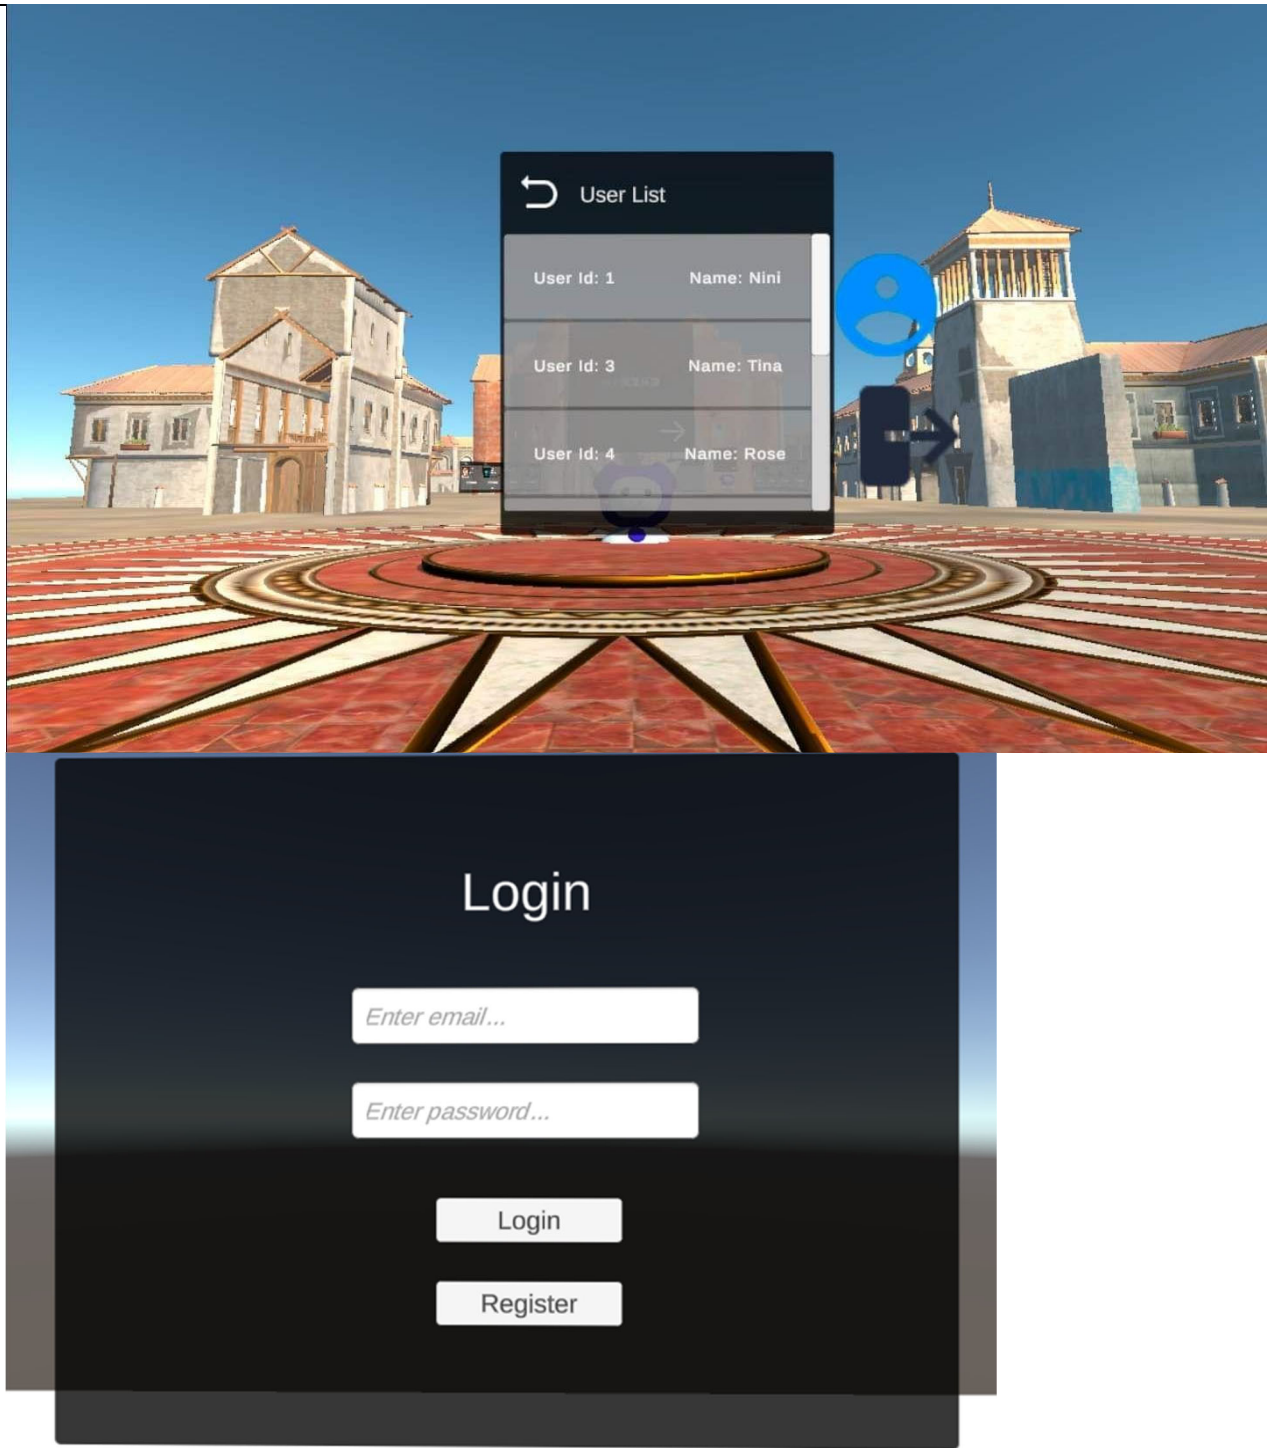 User List
User Id: 1 Name: Nini
User Id: 3 Name: Tina
User Id: 4 Name: Rose
Login
Enter email...
Enter password...
Login
Register